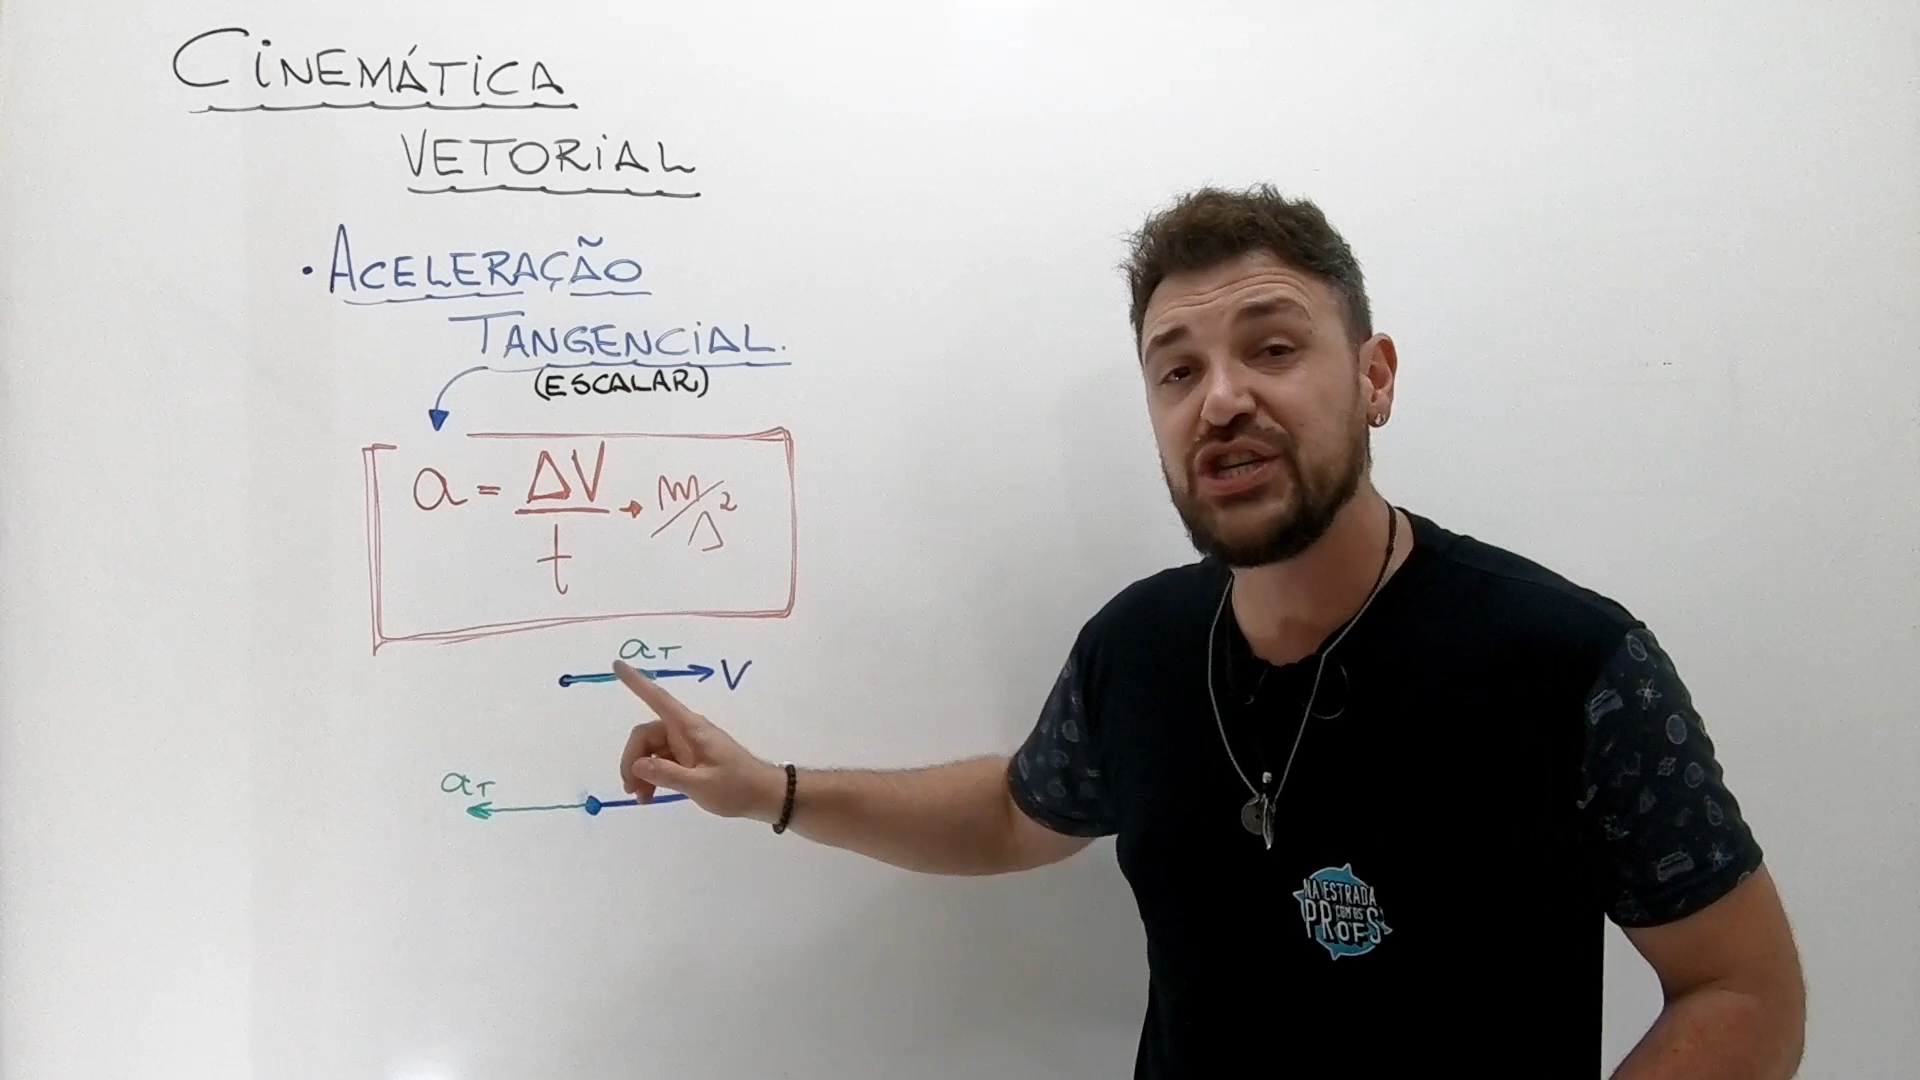 CINEMÁTICA
VETORIAL
• ACELERAÇÃO
TANGENCIAL.
(ESCALAR)
a = ΔV/t → m/s²
aT
V
aT
NA ESTRADA
COM OS
PROFS